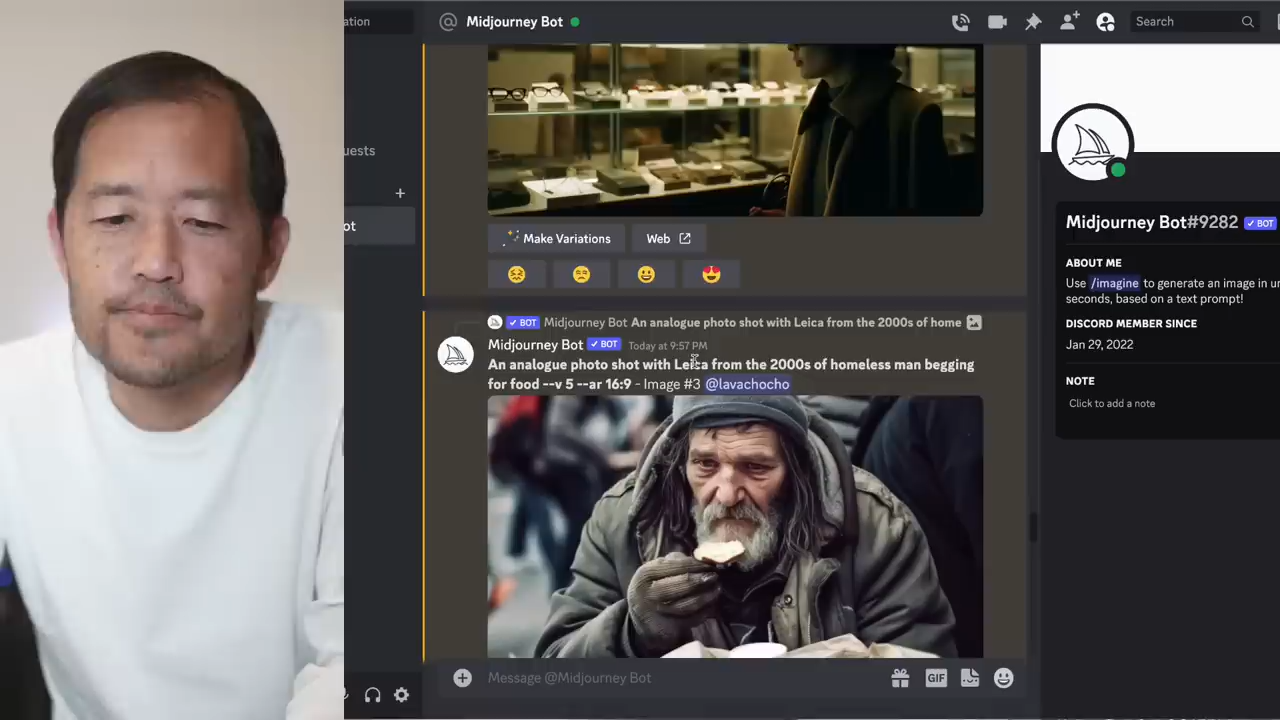 ation
Midjourney Bot
Search
uests
ot
Make Variations
Web
BOT Midjourney Bot An analogue photo shot with Leica from the 2000s of home
Midjourney Bot BOT Today at 9:57 PM
An analogue photo shot with Leica from the 2000s of homeless man begging
for food --v 5 --ar 16:9 - Image #3 @lavachocho
Message @Midjourney Bot
GIF
Midjourney Bot#9282 BOT
ABOUT ME
Use /imagine to generate an image in un
seconds, based on a text prompt!
DISCORD MEMBER SINCE
Jan 29, 2022
NOTE
Click to add a note